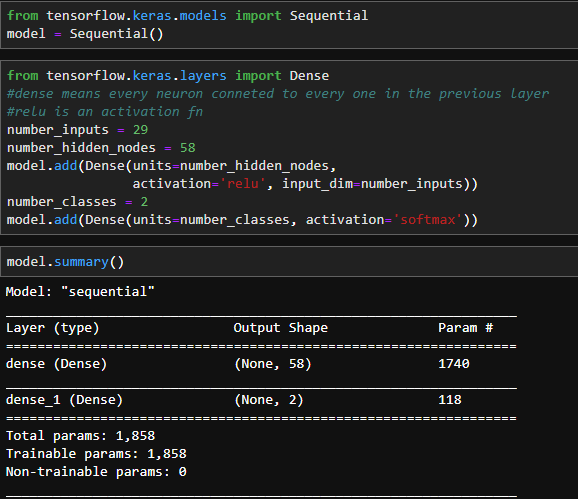 from tensorflow.keras.models import Sequential
model = Sequential()
from tensorflow.keras.layers import Dense
#dense means every neuron conneted to every one in the previous layer
#relu is an activation fn
number_inputs = 29
number_hidden_nodes = 58
model.add(Dense(units=number_hidden_nodes,
                activation='relu', input_dim=number_inputs))
number_classes = 2
model.add(Dense(units=number_classes, activation='softmax'))
model.summary()
Model: "sequential"
_________________________________________________________________
Layer (type)                 Output Shape              Param #
=================================================================
dense (Dense)                (None, 58)                1740
_________________________________________________________________
dense_1 (Dense)              (None, 2)                 118
=================================================================
Total params: 1,858
Trainable params: 1,858
Non-trainable params: 0
_________________________________________________________________